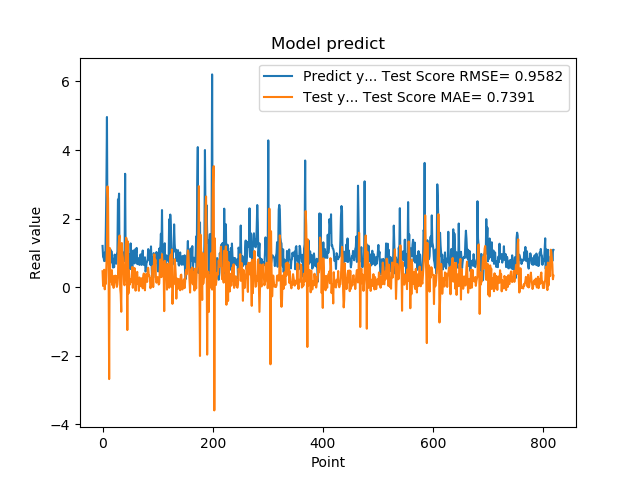 Model predict
Predict y... Test Score RMSE= 0.9582
Test y... Test Score MAE= 0.7391
Real value
6
4
2
0
−2
−4
0 200 400 600 800
Point